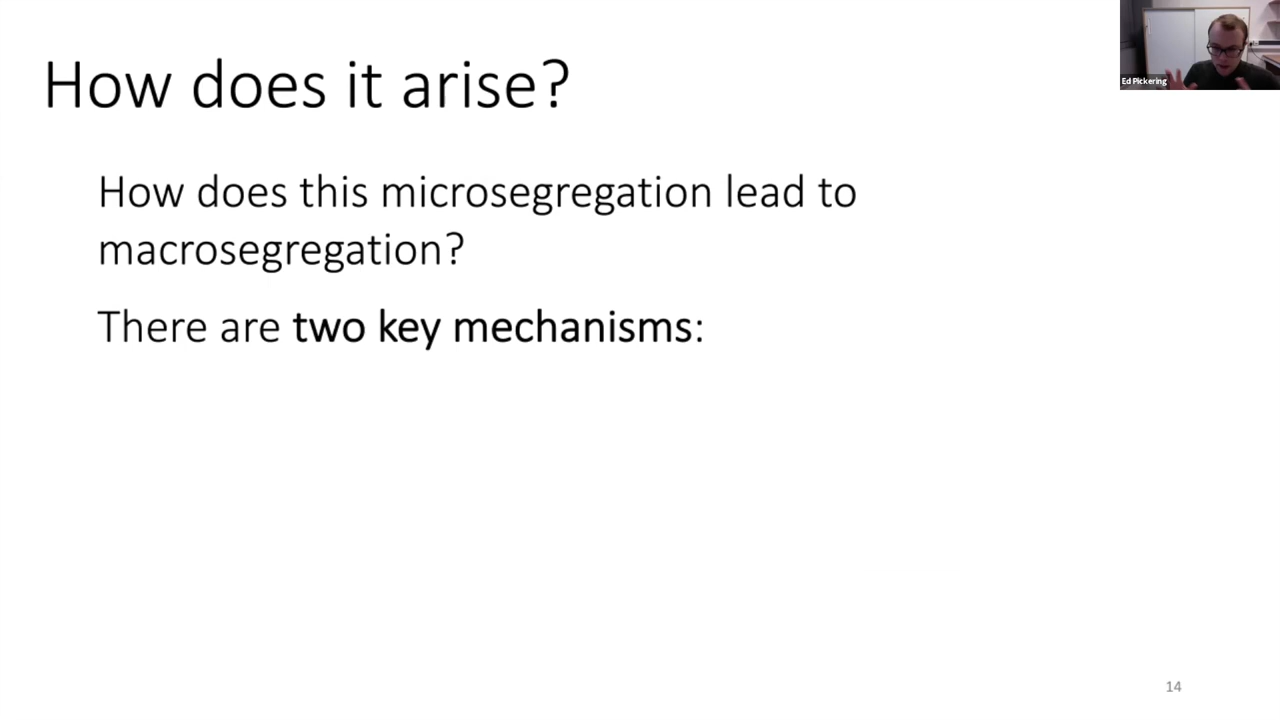 How does it arise?
Ed Pickering
How does this microsegregation lead to
macrosegregation?
There are two key mechanisms:
14